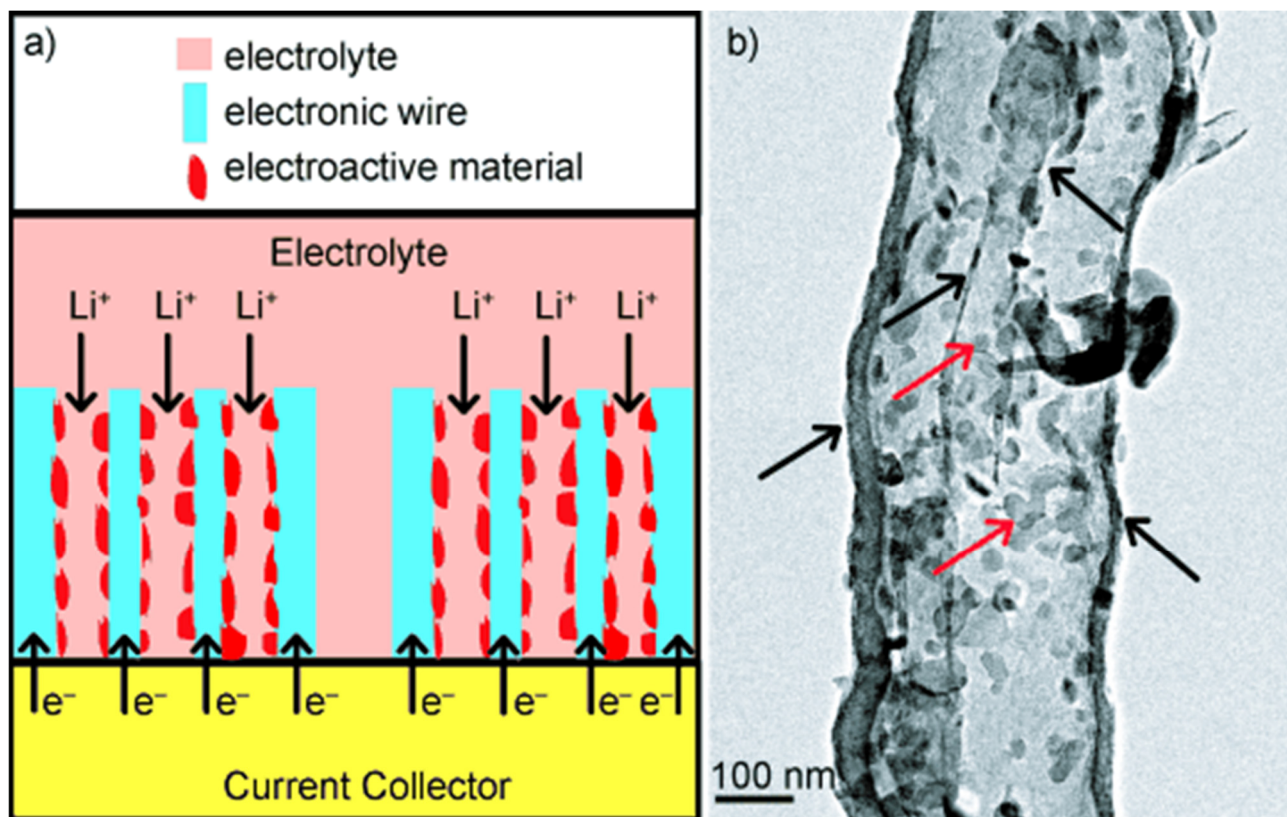 a)
electrolyte
electronic wire
electroactive material
Electrolyte
Li⁺ Li⁺ Li⁺ Li⁺ Li⁺ Li⁺
e⁻ e⁻ e⁻ e⁻ e⁻ e⁻ e⁻ e⁻
Current Collector
b)
100 nm